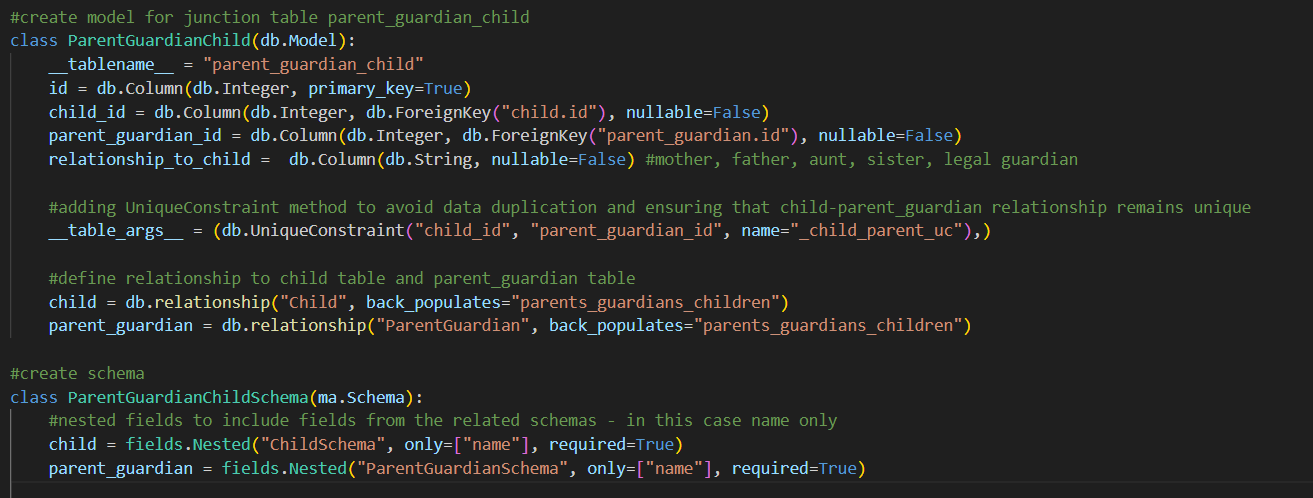 #create model for junction table parent_guardian_child
class ParentGuardianChild(db.Model):
    __tablename__ = "parent_guardian_child"
    id = db.Column(db.Integer, primary_key=True)
    child_id = db.Column(db.Integer, db.ForeignKey("child.id"), nullable=False)
    parent_guardian_id = db.Column(db.Integer, db.ForeignKey("parent_guardian.id"), nullable=False)
    relationship_to_child =  db.Column(db.String, nullable=False) #mother, father, aunt, sister, legal guardian

    #adding UniqueConstraint method to avoid data duplication and ensuring that child-parent_guardian relationship remains unique
    __table_args__ = (db.UniqueConstraint("child_id", "parent_guardian_id", name="_child_parent_uc"),)

    #define relationship to child table and parent_guardian table
    child = db.relationship("Child", back_populates="parents_guardians_children")
    parent_guardian = db.relationship("ParentGuardian", back_populates="parents_guardians_children")

#create schema
class ParentGuardianChildSchema(ma.Schema):
    #nested fields to include fields from the related schemas - in this case name only
    child = fields.Nested("ChildSchema", only=["name"], required=True)
    parent_guardian = fields.Nested("ParentGuardianSchema", only=["name"], required=True)